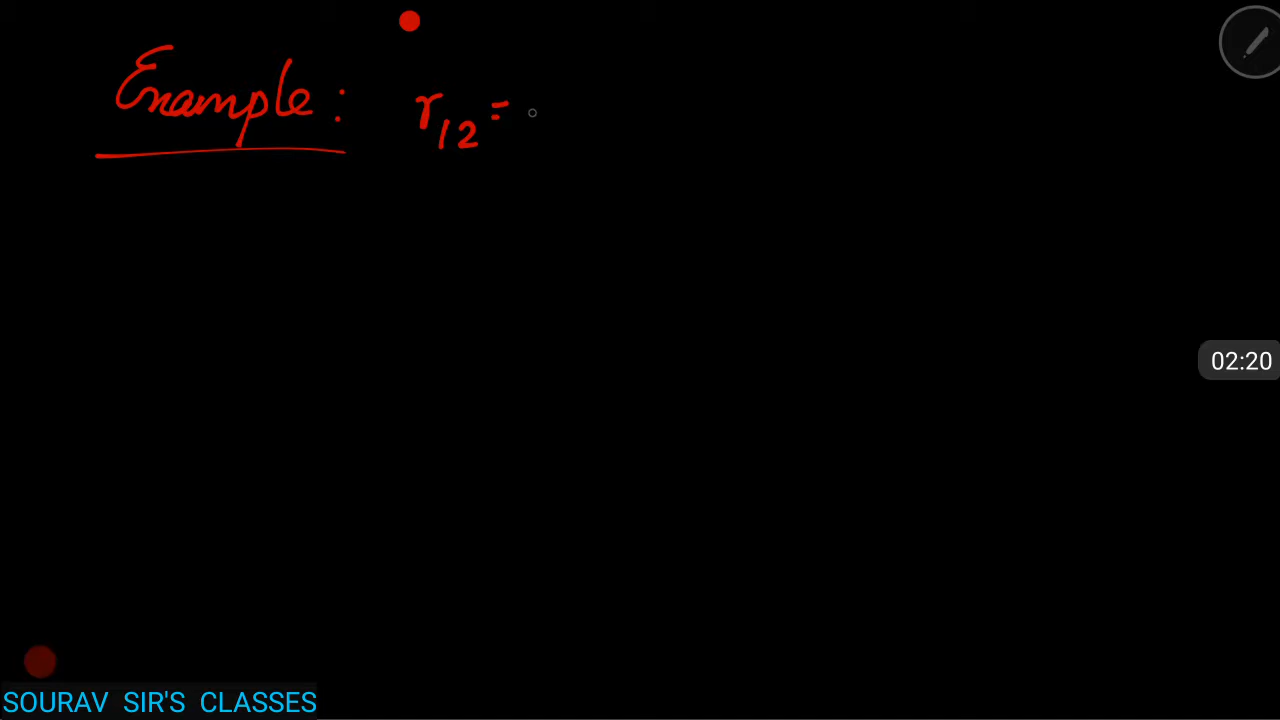 Example: r₁₂ =
02:20
SOURAV SIR'S CLASSES